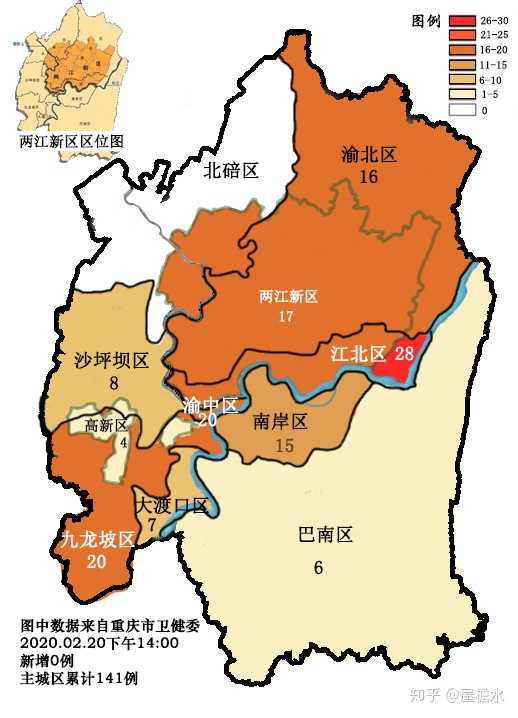 图例
26-30
21-25
16-20
11-15
6-10
1-5
0
两江新区区位图
北碚区
渝北区
16
两江新区
17
江北区 28
沙坪坝区
8
渝中区
20
高新区
4
南岸区
15
大渡口区
7
九龙坡区
20
巴南区
6
图中数据来自重庆市卫健委
2020.02.20下午14:00
新增0例
主城区累计141例
知乎 @屋檐水